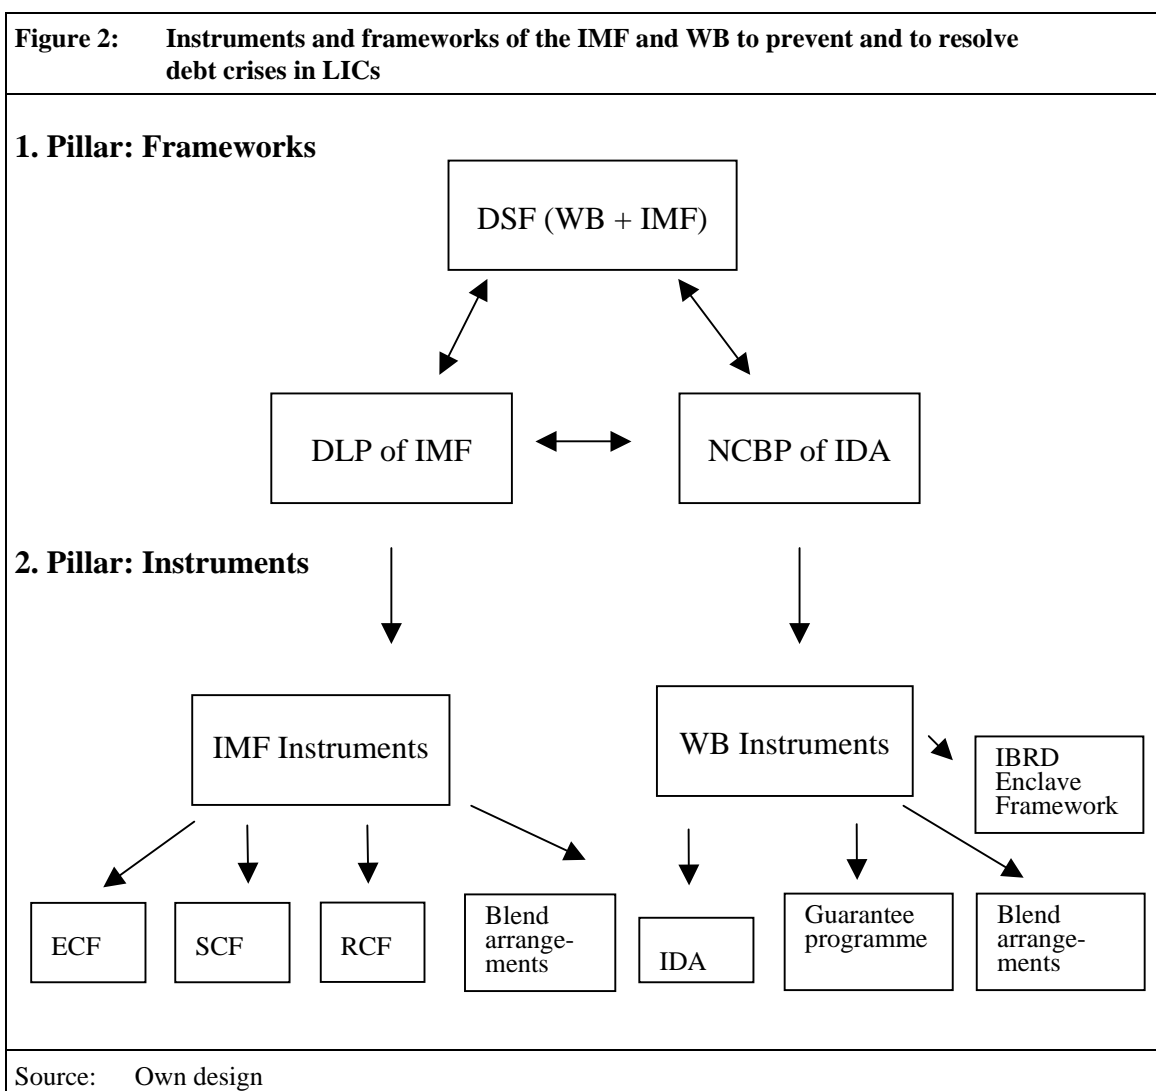 Figure 2: Instruments and frameworks of the IMF and WB to prevent and to resolve
debt crises in LICs
1. Pillar: Frameworks
DSF (WB + IMF)
DLP of IMF
NCBP of IDA
2. Pillar: Instruments
IMF Instruments
WB Instruments
IBRD
Enclave
Framework
ECF
SCF
RCF
Blend
arrange-
ments
IDA
Guarantee
programme
Blend
arrange-
ments
Source: Own design